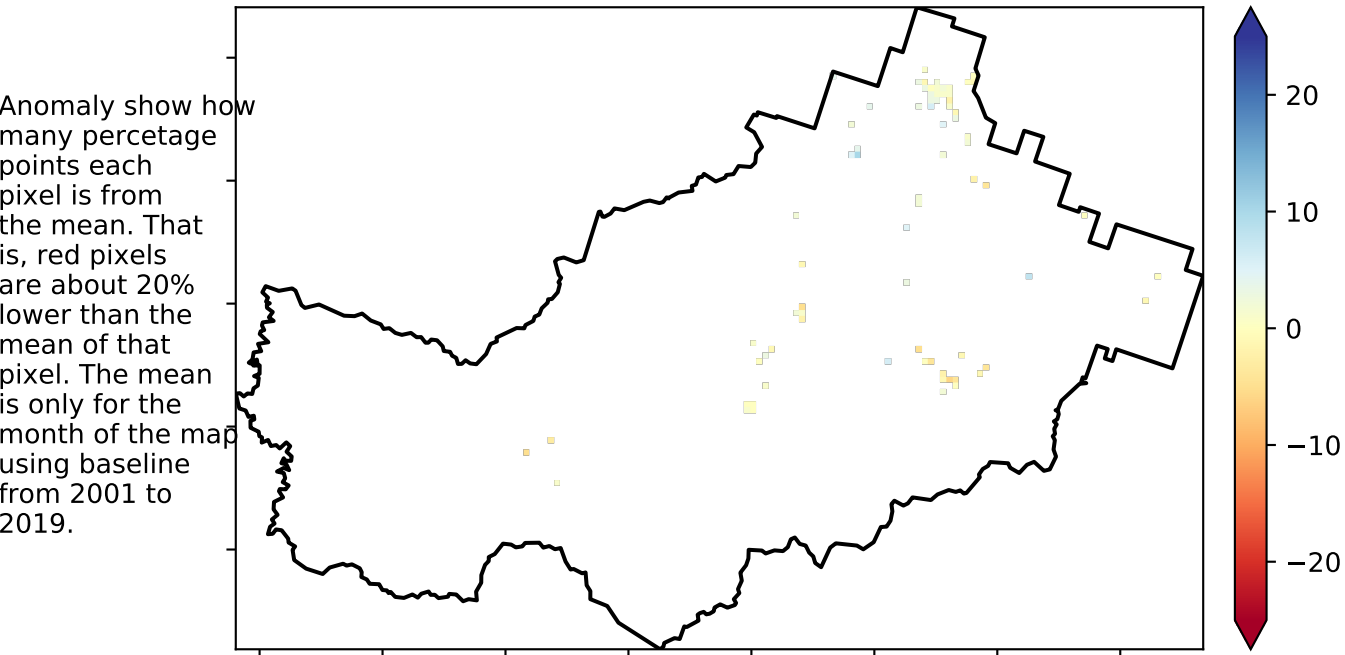 Anomaly show how
many percetage
points each
pixel is from
the mean. That
is, red pixels
are about 20%
lower than the
mean of that
pixel. The mean
is only for the
month of the map
using baseline
from 2001 to
2019.
20
10
0
−10
−20